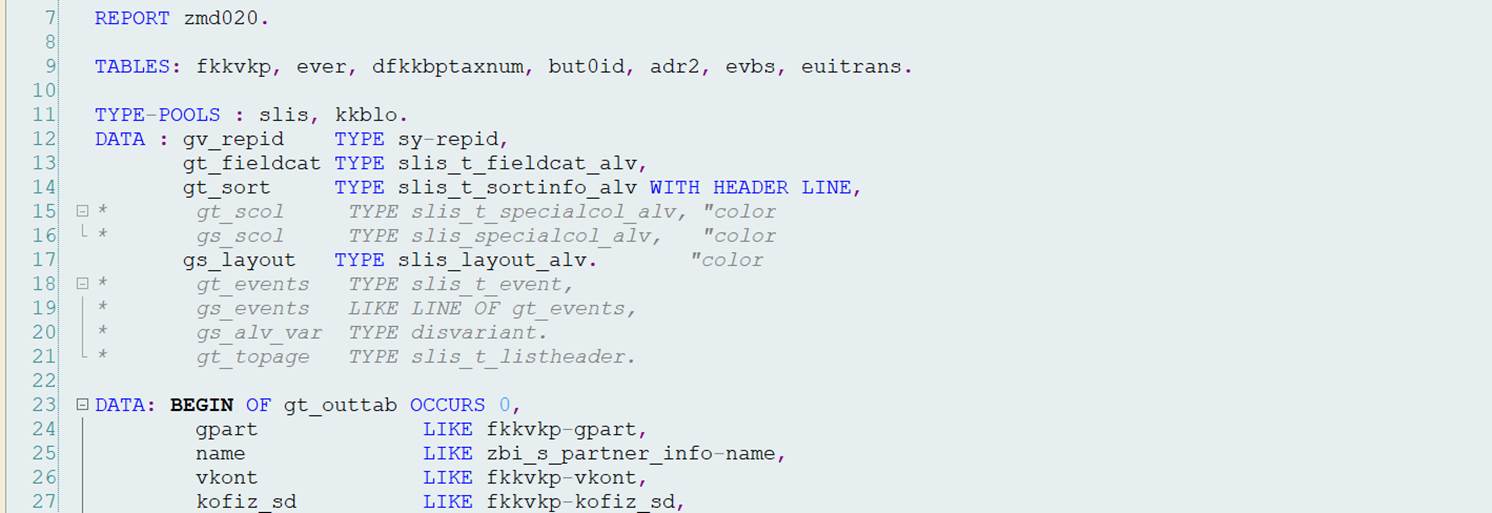 7 REPORT zmd020.
8
9 TABLES: fkkvkp, ever, dfkkbptaxnum, but0id, adr2, evbs, euitrans.
10
11 TYPE-POOLS : slis, kkblo.
12 DATA : gv_repid TYPE sy-repid,
13 gt_fieldcat TYPE slis_t_fieldcat_alv,
14 gt_sort TYPE slis_t_sortinfo_alv WITH HEADER LINE,
15 * gt_scol TYPE slis_t_specialcol_alv, "color
16 * gs_scol TYPE slis_specialcol_alv, "color
17 gs_layout TYPE slis_layout_alv. "color
18 * gt_events TYPE slis_t_event,
19 * gs_events LIKE LINE OF gt_events,
20 * gs_alv_var TYPE disvariant.
21 * gt_topage TYPE slis_t_listheader.
22
23 DATA: BEGIN OF gt_outtab OCCURS 0,
24 gpart LIKE fkkvkp-gpart,
25 name LIKE zbi_s_partner_info-name,
26 vkont LIKE fkkvkp-vkont,
27 kofiz_sd LIKE fkkvkp-kofiz_sd,